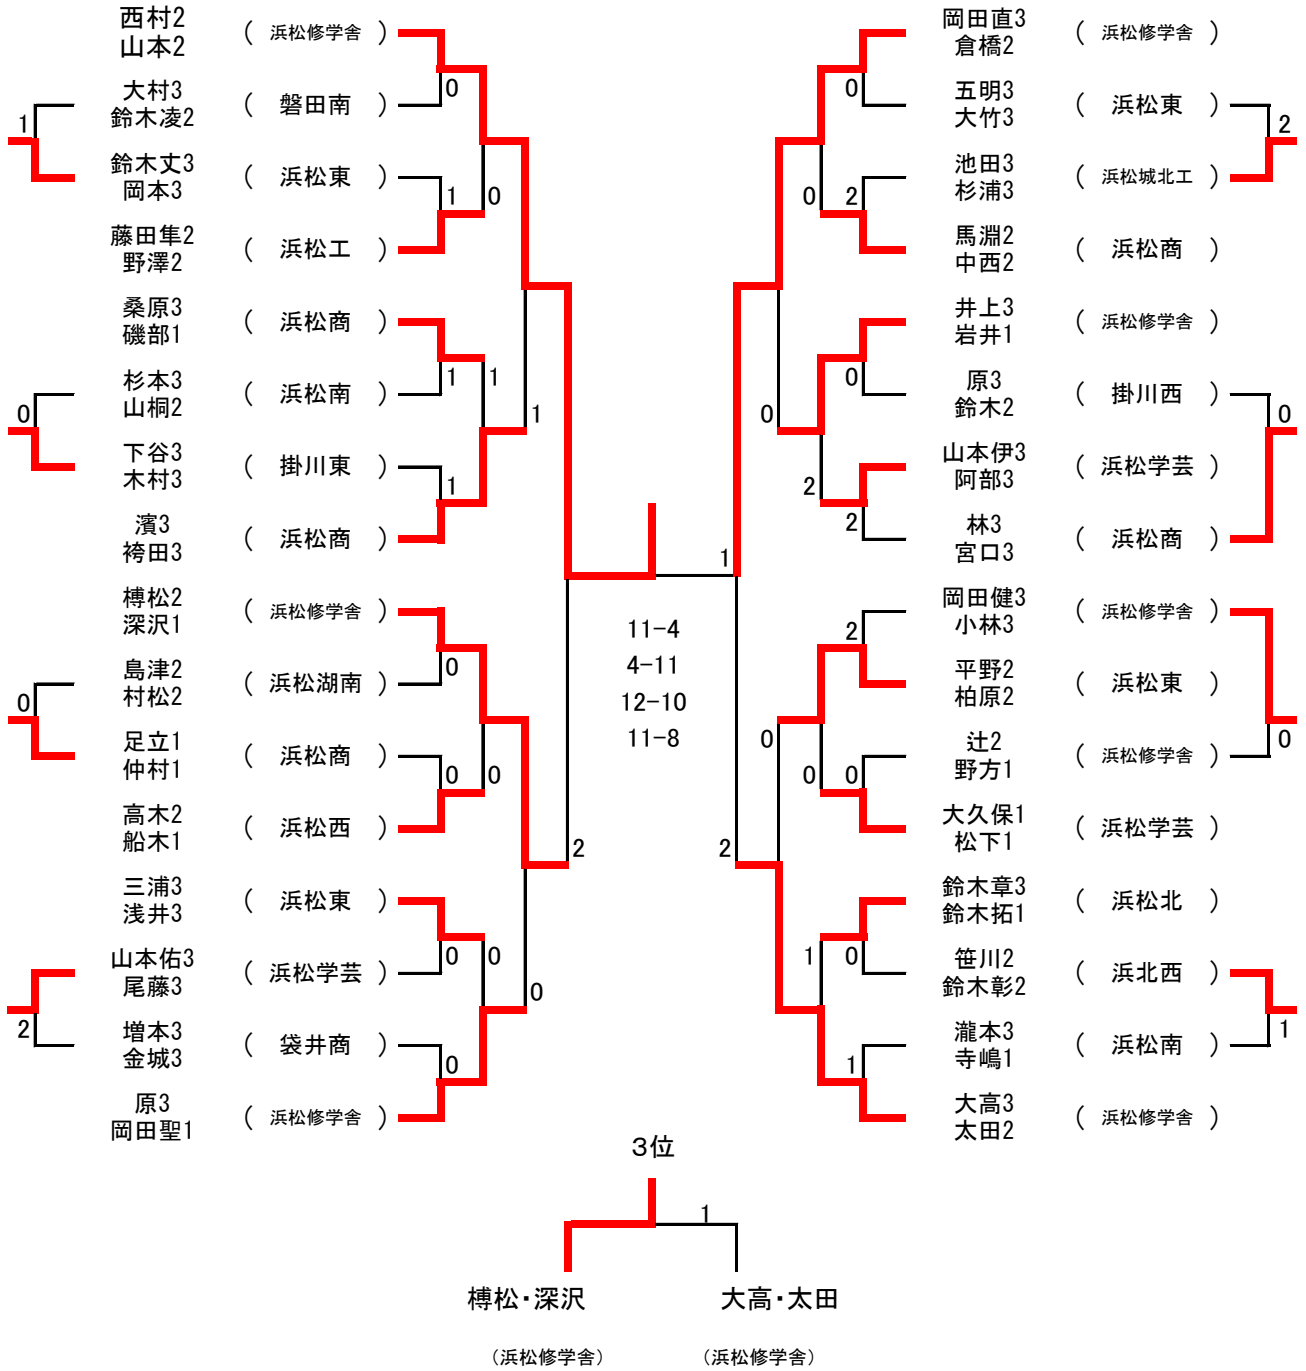 西村2
山本2
( 浜松修学舎 )
0
大村3
鈴木凌2
( 磐田南 )
1
鈴木丈3
岡本3
( 浜松東 )
1 0
藤田隼2
野澤2
( 浜松工 )
桑原3
磯部1
( 浜松商 )
1 1
杉本3
山桐2
( 浜松南 )
0 1
下谷3
木村3
( 掛川東 )
1
濱3
袴田3
( 浜松商 )
榑松2
深沢1
( 浜松修学舎 )
0
島津2
村松2
( 浜松湖南 )
0
足立1
仲村1
( 浜松商 )
0 0
高木2
船木1
( 浜松西 )
2
三浦3
浅井3
( 浜松東 )
0 0
山本佑3
尾藤3
( 浜松学芸 )
0
2
増本3
金城3
( 袋井商 )
0
原3
岡田聖1
( 浜松修学舎 )
1
11-4
4-11
12-10
11-8
岡田直3
倉橋2
( 浜松修学舎 )
0
五明3
大竹3
( 浜松東 )
2
池田3
杉浦3
( 浜松城北工 )
0 2
馬淵2
中西2
( 浜松商 )
井上3
岩井1
( 浜松修学舎 )
0
原3
鈴木2
( 掛川西 )
0 0
山本伊3
阿部3
( 浜松学芸 )
2
2
林3
宮口3
( 浜松商 )
岡田健3
小林3
( 浜松修学舎 )
2
平野2
柏原2
( 浜松東 )
0 0
辻2
野方1
( 浜松修学舎 )
0 0
大久保1
松下1
( 浜松学芸 )
2
鈴木章3
鈴木拓1
( 浜松北 )
1 0
笹川2
鈴木彰2
( 浜北西 )
1
瀧本3
寺嶋1
( 浜松南 )
1
大高3
太田2
( 浜松修学舎 )
3位
1
榑松・深沢
大高・太田
(浜松修学舎)
(浜松修学舎)